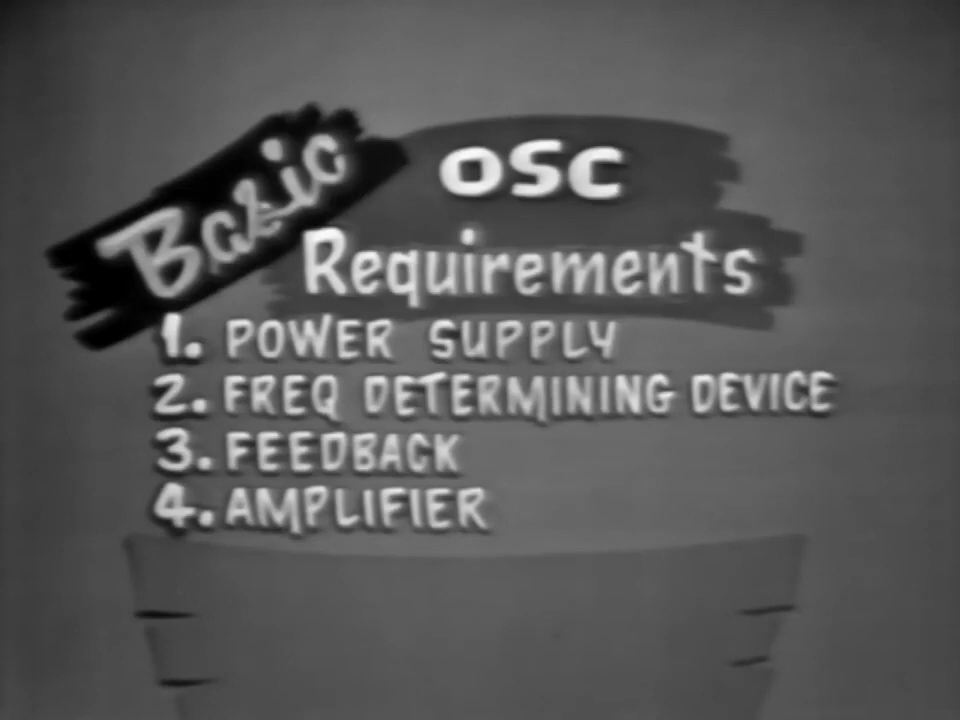 Basic
OSC
Requirements
1. POWER SUPPLY
2. FREQ DETERMINING DEVICE
3. FEEDBACK
4. AMPLIFIER